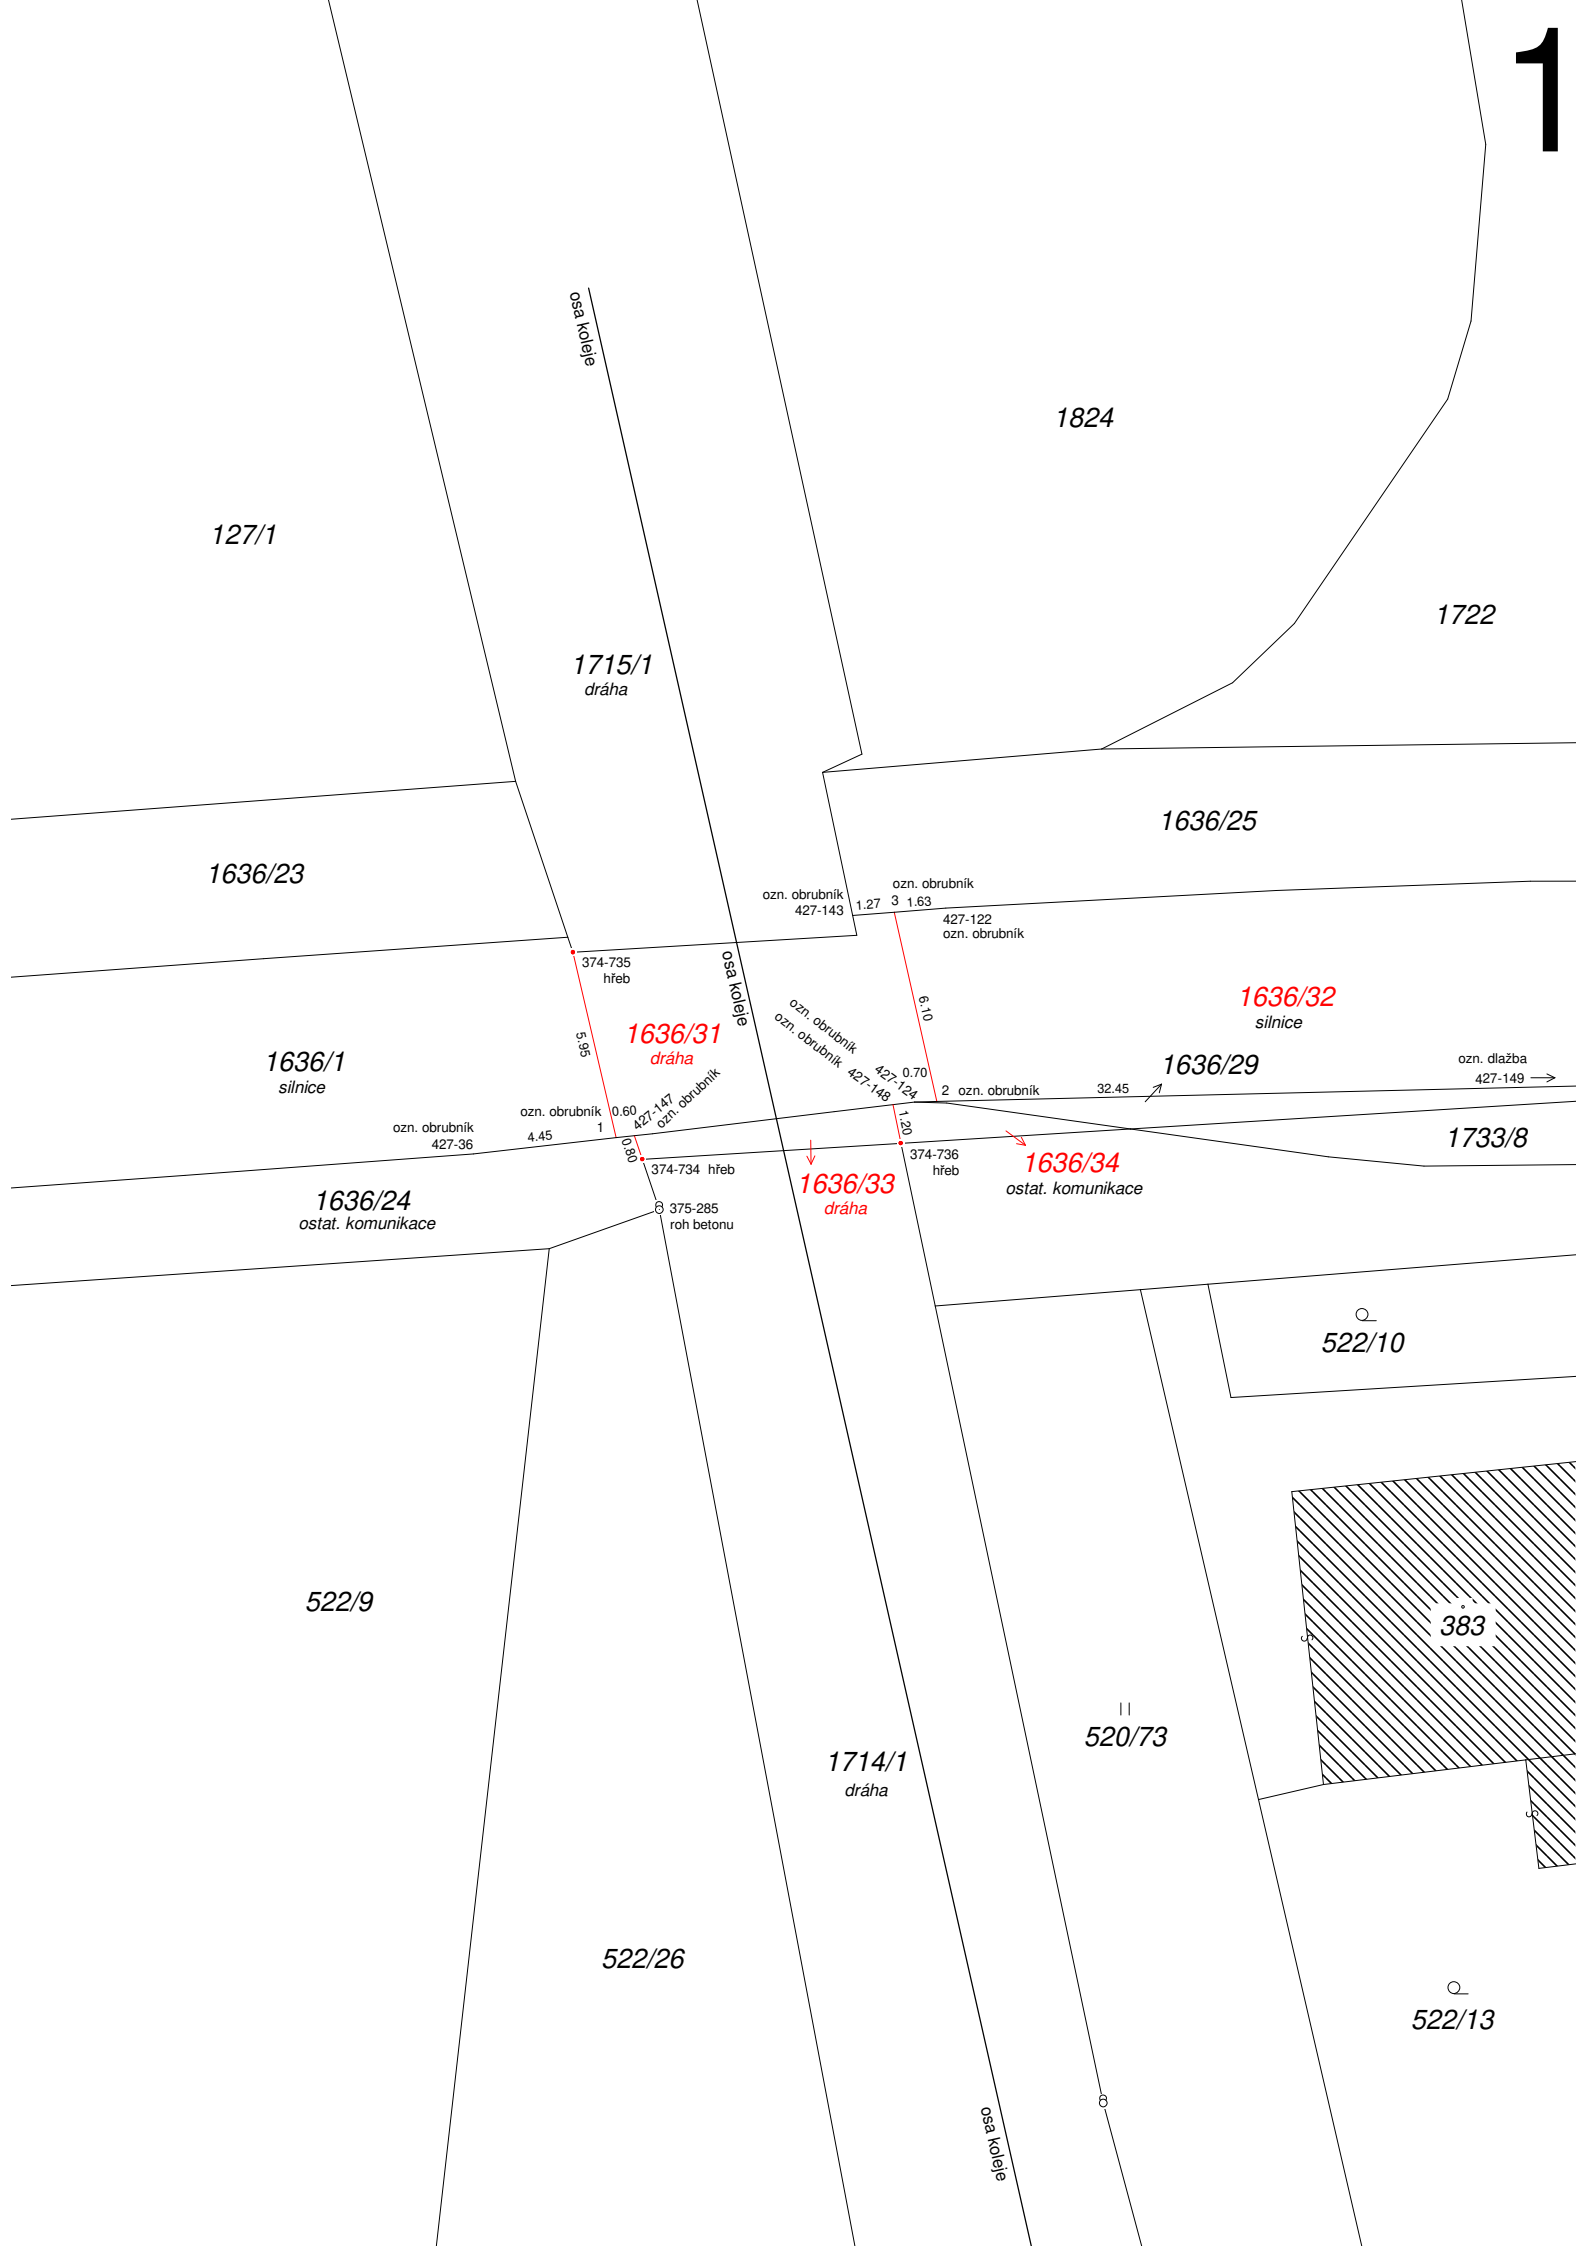 1
osa koleje
1824
127/1
1722
1715/1
dráha
1636/25
1636/23
ozn. obrubník
427-143
1.27
3
1.63
ozn. obrubník
427-122
ozn. obrubník
374-735
hřeb
osa koleje
5.95
6.10
1636/31
dráha
ozn. obrubník
ozn. obrubník
427-124
427-148
1636/32
silnice
1636/1
silnice
1636/29
ozn. dlažba
427-149
0.70
2
ozn. obrubník
32.45
ozn. obrubník
0.60
1
427-147
ozn. obrubník
ozn. obrubník
427-36
4.45
0.80
1.20
374-734 hřeb
374-736
hřeb
1733/8
1636/34
ostat. komunikace
1636/33
dráha
1636/24
ostat. komunikace
375-285
roh betonu
522/10
522/9
383
520/73
1714/1
dráha
522/26
522/13
osa koleje